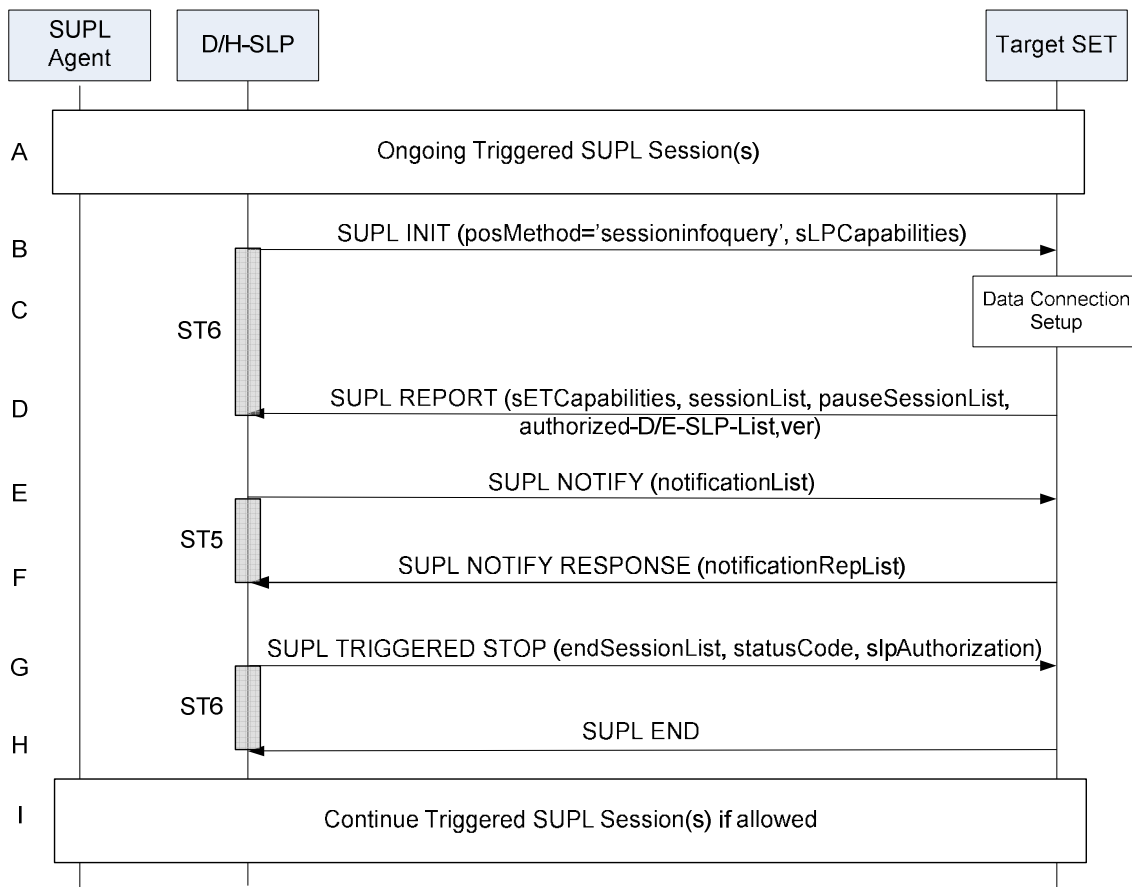 SUPL
Agent
D/H-SLP
Target SET
A
Ongoing Triggered SUPL Session(s)
B
SUPL INIT (posMethod=’sessioninfoquery’, sLPCapabilities)
C
Data Connection
Setup
ST6
D
SUPL REPORT (sETCapabilities, sessionList, pauseSessionList,
authorized-D/E-SLP-List,ver)
E
SUPL NOTIFY (notificationList)
ST5
F
SUPL NOTIFY RESPONSE (notificationRepList)
G
SUPL TRIGGERED STOP (endSessionList, statusCode, slpAuthorization)
ST6
H
SUPL END
I
Continue Triggered SUPL Session(s) if allowed